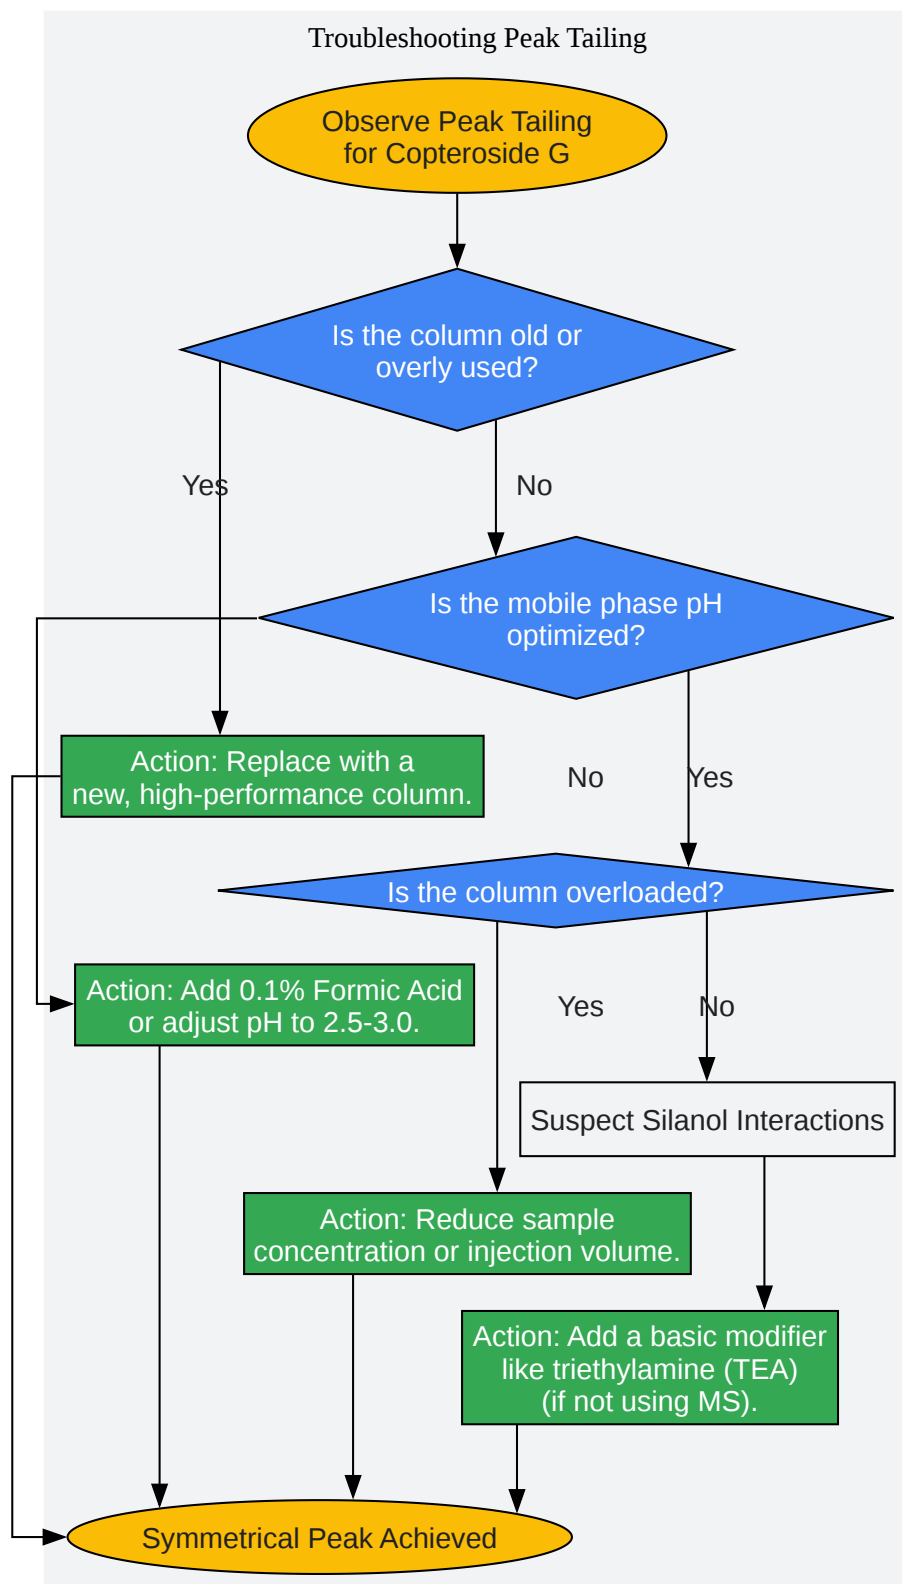 Troubleshooting Peak Tailing
Observe Peak Tailing
for Copteroside G
Is the column old or
overly used?
Yes
No
Is the mobile phase pH
optimized?
Action: Replace with a
new, high-performance column.
No
Yes
Is the column overloaded?
Action: Add 0.1% Formic Acid
or adjust pH to 2.5-3.0.
Yes
No
Suspect Silanol Interactions
Action: Reduce sample
concentration or injection volume.
Action: Add a basic modifier
like triethylamine (TEA)
(if not using MS).
Symmetrical Peak Achieved